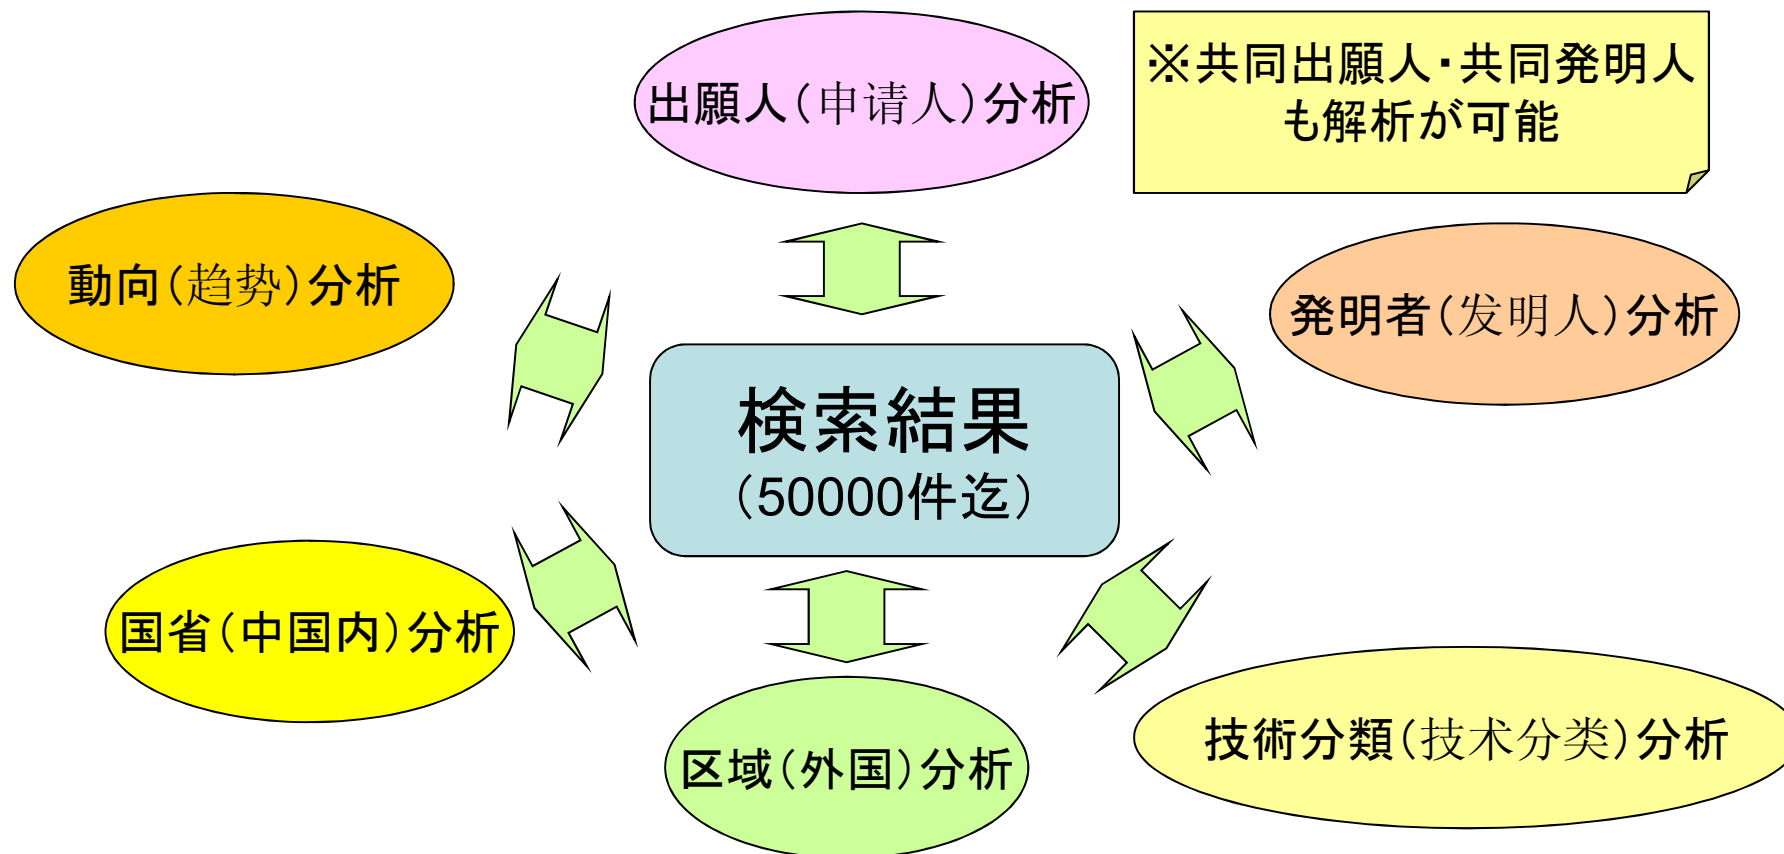 出願人(申请人)分析
※共同出願人・共同発明人
も解析が可能
動向(趋势)分析
発明者(发明人)分析
検索結果
(50000件迄)
国省(中国内)分析
区域(外国)分析
技術分類(技术分类)分析